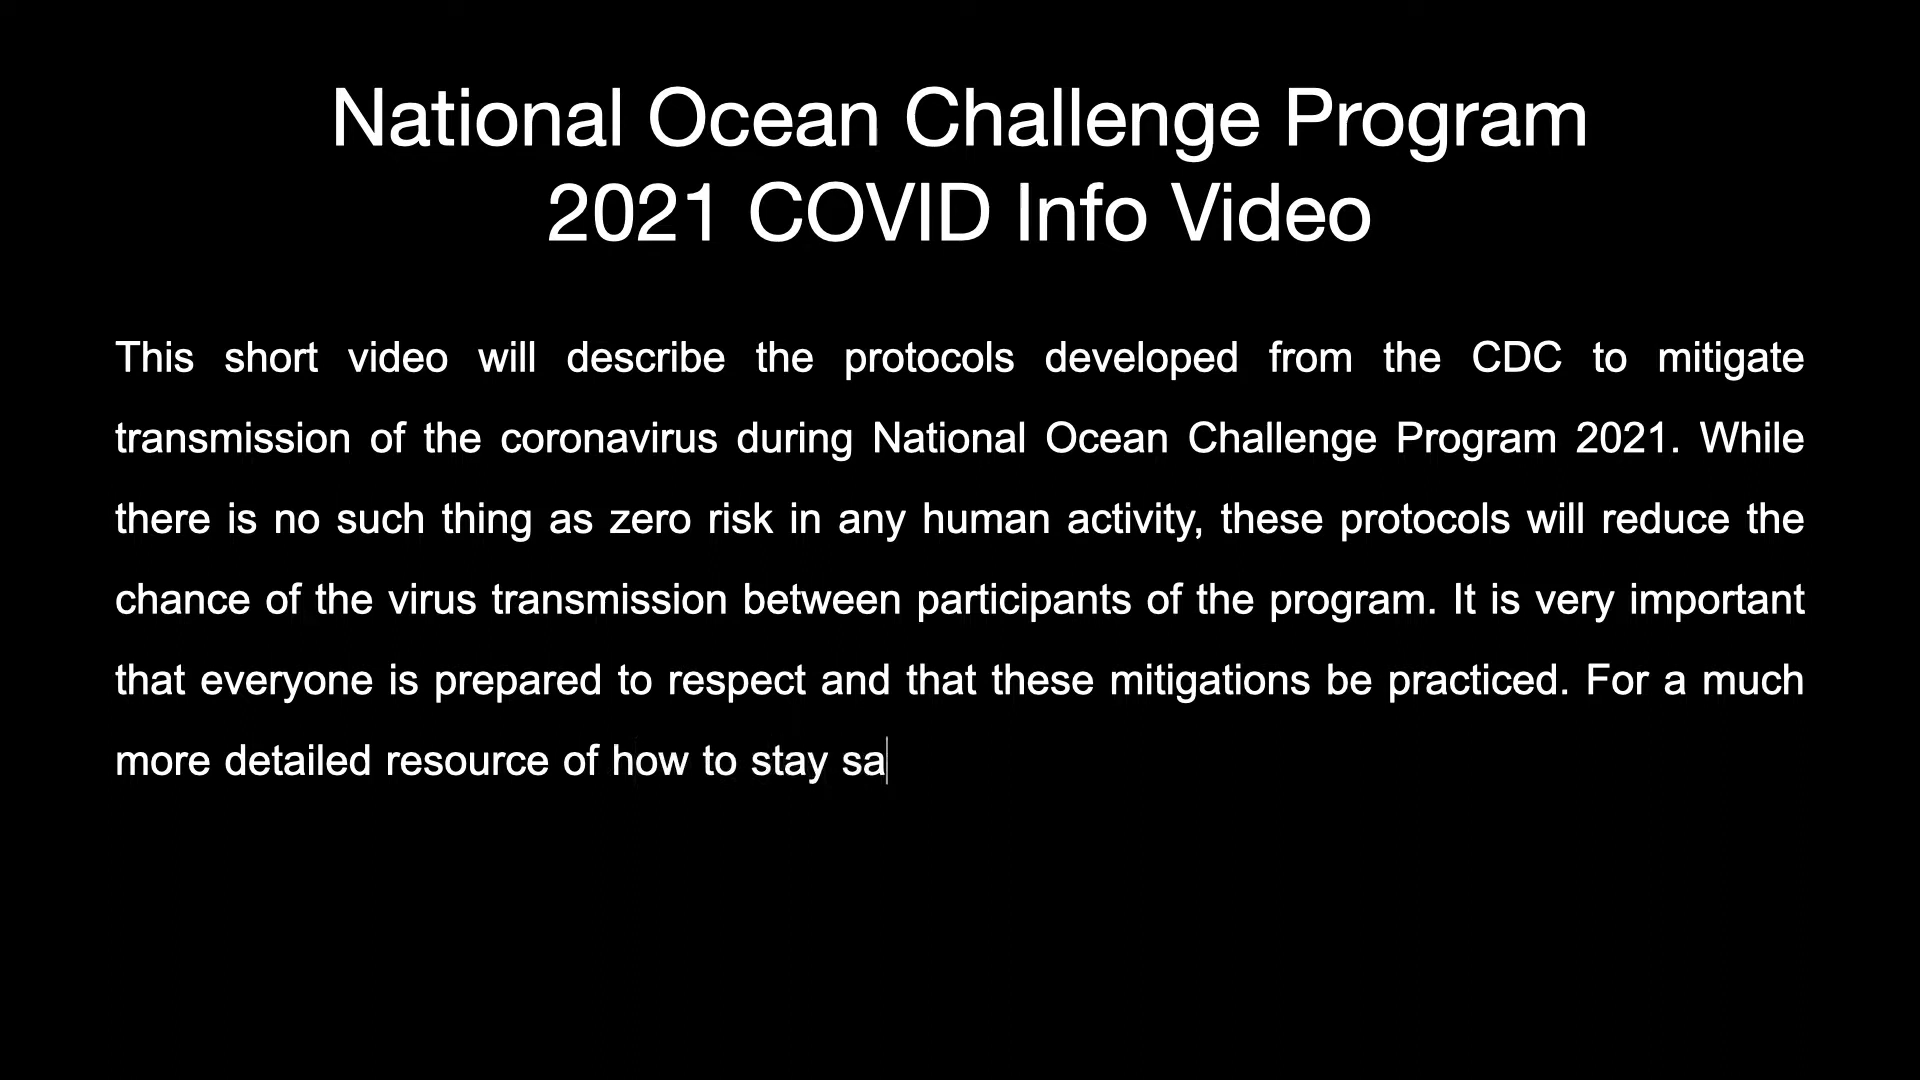 National Ocean Challenge Program
2021 COVID Info Video
This short video will describe the protocols developed from the CDC to mitigate
transmission of the coronavirus during National Ocean Challenge Program 2021. While
there is no such thing as zero risk in any human activity, these protocols will reduce the
chance of the virus transmission between participants of the program. It is very important
that everyone is prepared to respect and that these mitigations be practiced. For a much
more detailed resource of how to stay sa